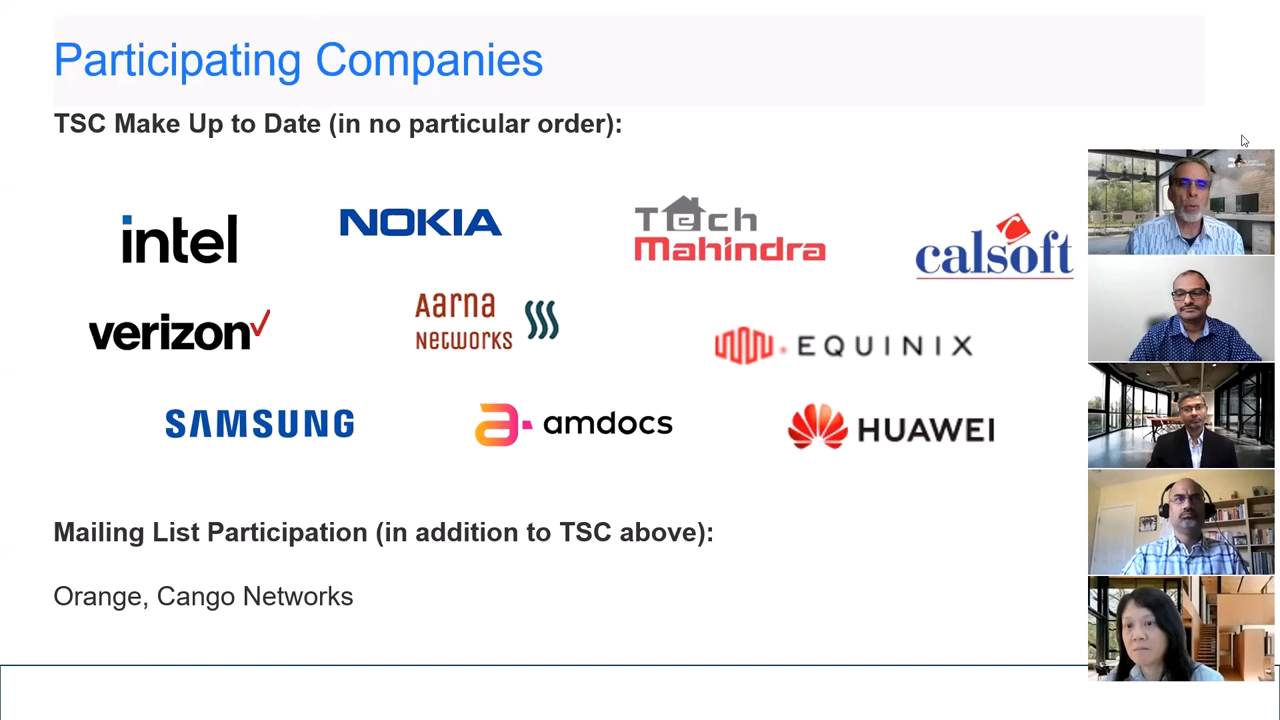 Participating Companies
TSC Make Up to Date (in no particular order):
intel
NOKIA
Tech
Mahindra
calsoft
verizon
Aarna
Networks
EQUINIX
SAMSUNG
amdocs
HUAWEI
Mailing List Participation (in addition to TSC above):
Orange, Cango Networks